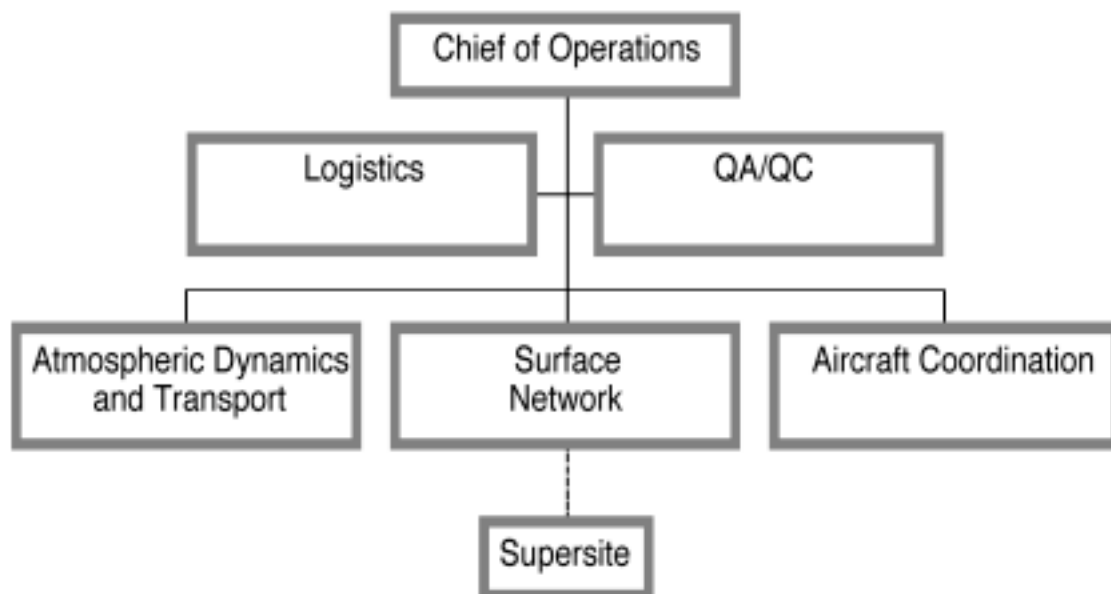 Chief of Operations
Logistics
QA/QC
Atmospheric Dynamics
and Transport
Surface
Network
Aircraft Coordination
Supersite